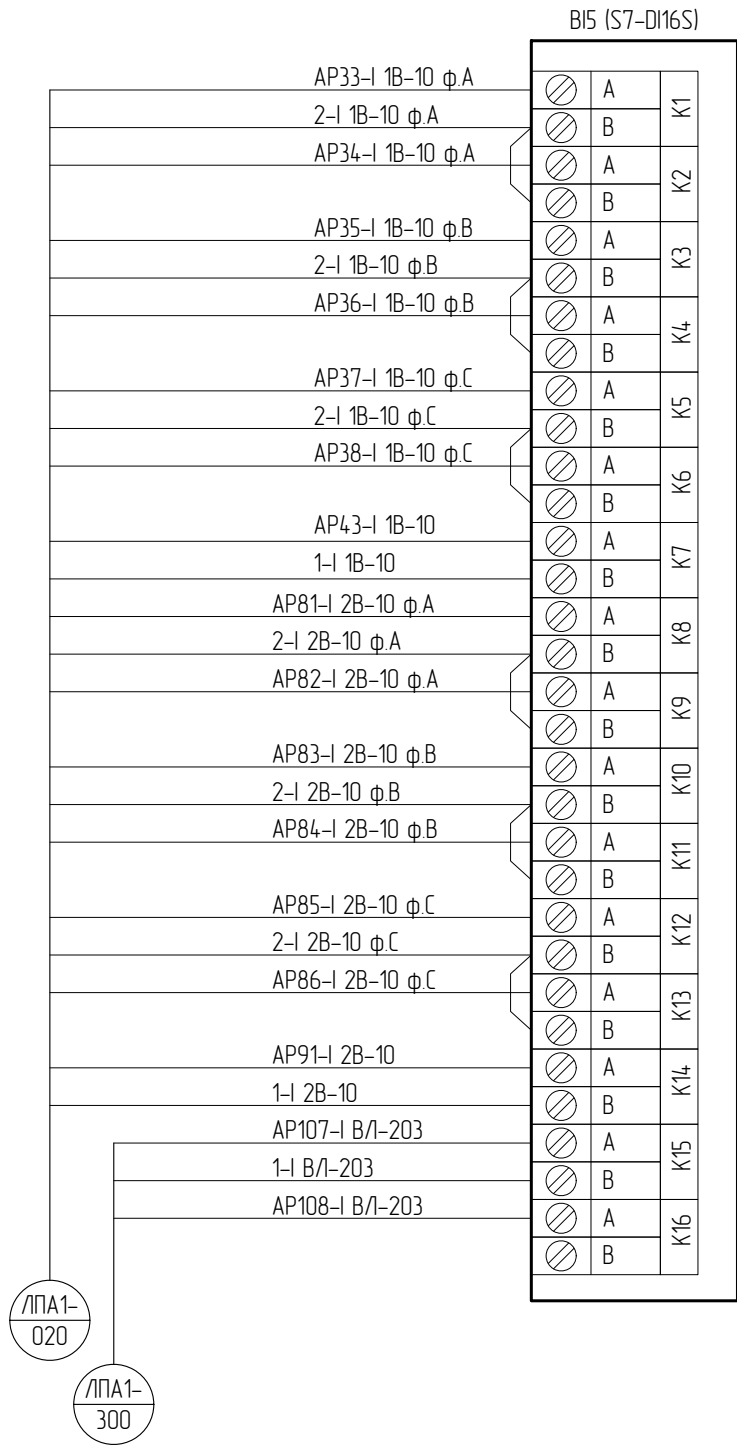 BI5 (S7-DI16S)
АР33-I 1В-10 ф.А
A
K1
2-I 1В-10 ф.А
B
АР34-I 1В-10 ф.А
A
K2
B
АР35-I 1В-10 ф.В
A
K3
2-I 1В-10 ф.В
B
АР36-I 1В-10 ф.В
A
K4
B
АР37-I 1В-10 ф.С
A
K5
2-I 1В-10 ф.С
B
АР38-I 1В-10 ф.С
A
K6
B
АР43-I 1В-10
A
K7
1-I 1В-10
B
АР81-I 2В-10 ф.А
A
K8
2-I 2В-10 ф.А
B
АР82-I 2В-10 ф.А
A
K9
B
АР83-I 2В-10 ф.В
A
K10
2-I 2В-10 ф.В
B
АР84-I 2В-10 ф.В
A
K11
B
АР85-I 2В-10 ф.С
A
K12
2-I 2В-10 ф.С
B
АР86-I 2В-10 ф.С
A
K13
B
АР91-I 2В-10
A
K14
1-I 2В-10
B
АР107-I ВЛ-203
A
K15
1-I ВЛ-203
B
АР108-I ВЛ-203
A
K16
B
ЛПА1-
020
ЛПА1-
300